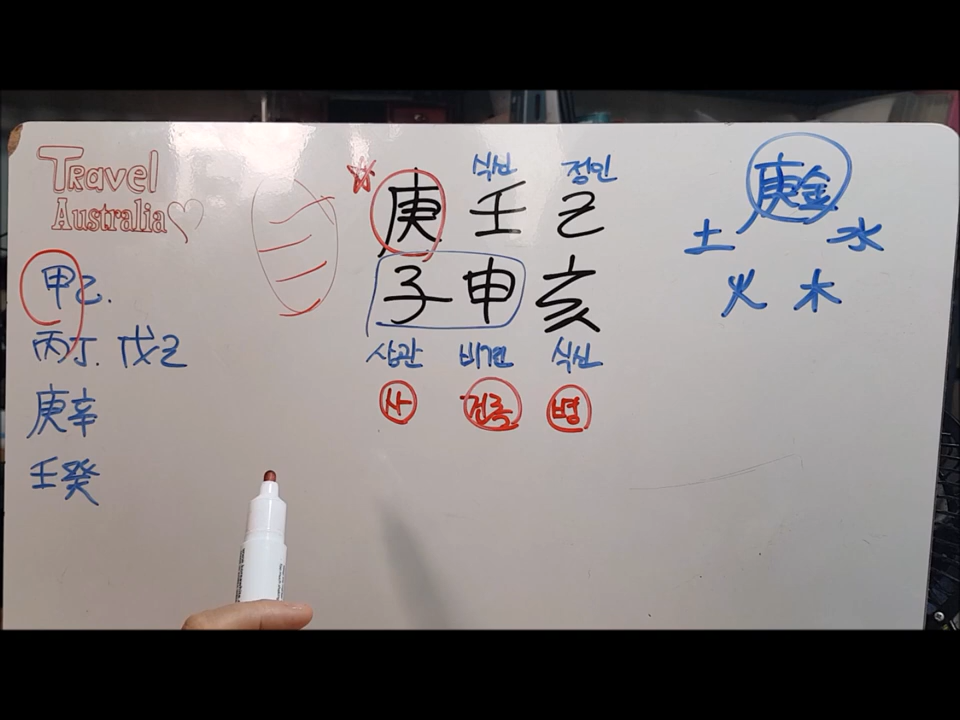 Travel
Australia
甲乙.
丙丁. 戊己
庚辛
壬癸
식신 정인
庚 壬 己
子 申 亥
상관 비견 식신
사 건록 병
庚金
土 水
火 木